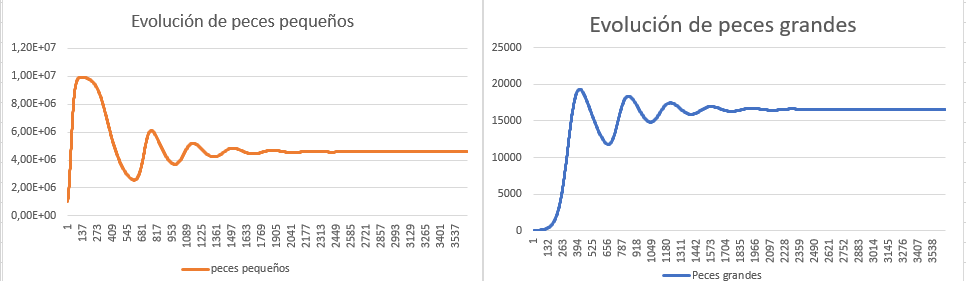 Evolución de peces pequeños
1,20E+07
1,00E+07
8,00E+06
6,00E+06
4,00E+06
2,00E+06
0,00E+00
1 137 273 409 545 681 817 953 1089 1225 1361 1497 1633 1769 1905 2041 2177 2313 2449 2585 2721 2857 2993 3129 3265 3401 3537
peces pequeños
Evolución de peces grandes
25000
20000
15000
10000
5000
0
1 132 263 394 525 656 787 918 1049 1180 1311 1442 1573 1704 1835 1966 2097 2228 2359 2490 2621 2752 2883 3014 3145 3276 3407 3538
Peces grandes